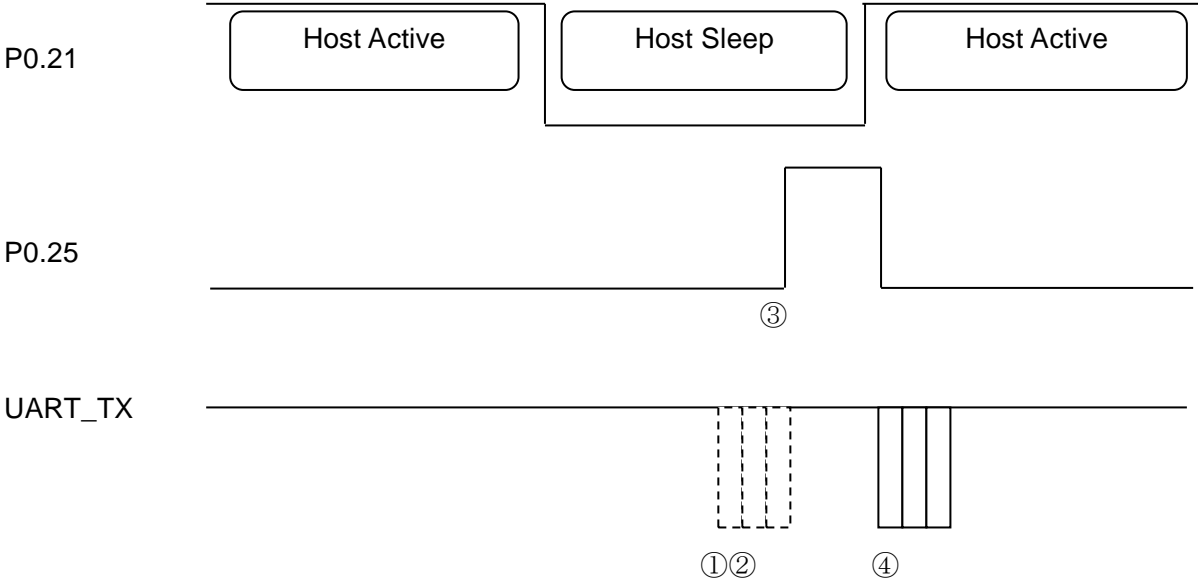 Host Active Host Sleep Host Active
P0.21
P0.25
③
UART_TX
①② ④